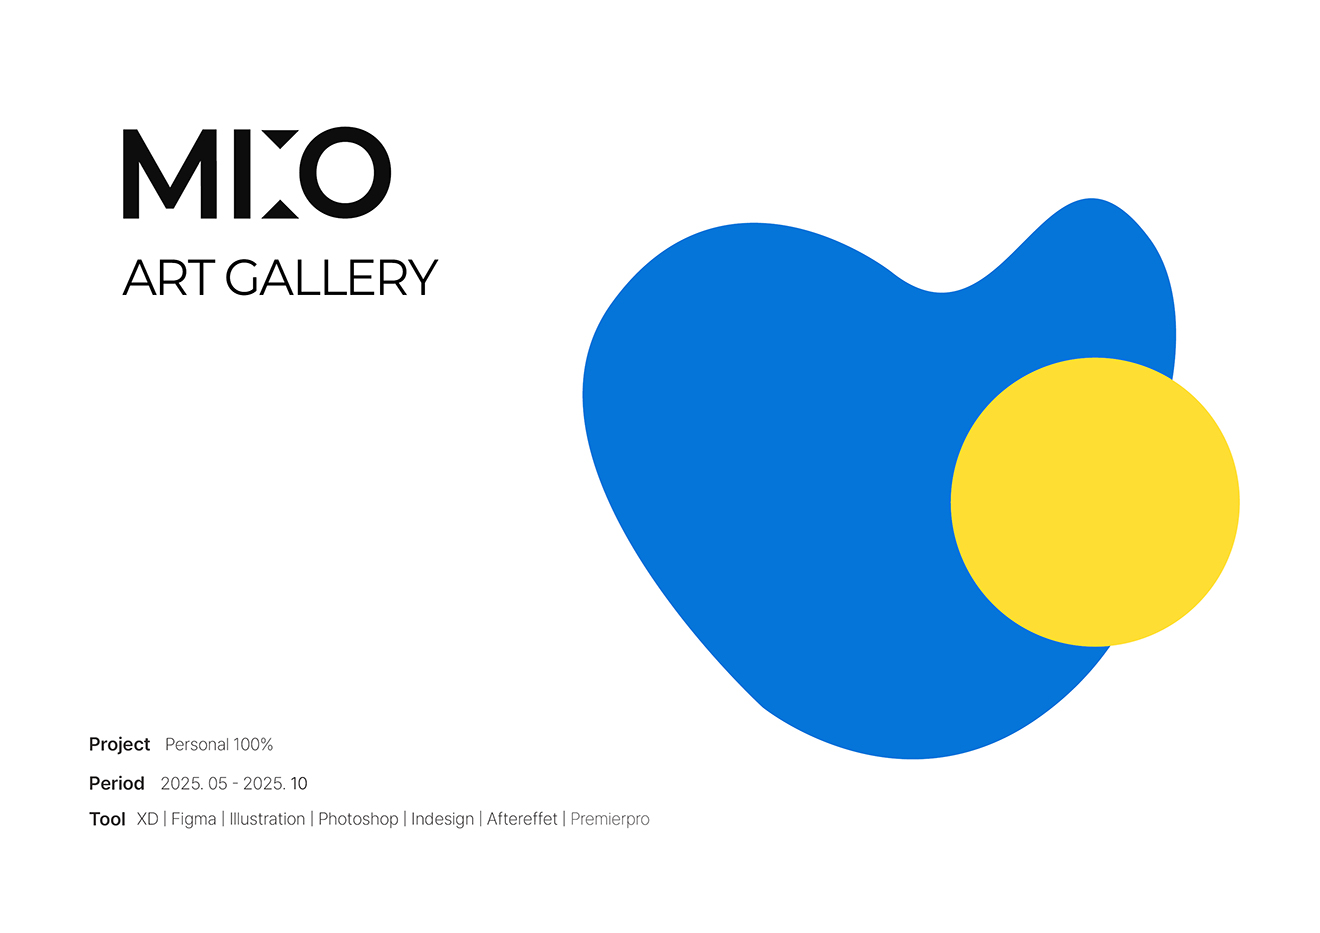 MIXO
ART GALLERY
Project Personal 100%
Period 2025. 05 - 2025. 10
Tool XD | Figma | Illustration | Photoshop | Indesign | Aftereffet | Premierpro